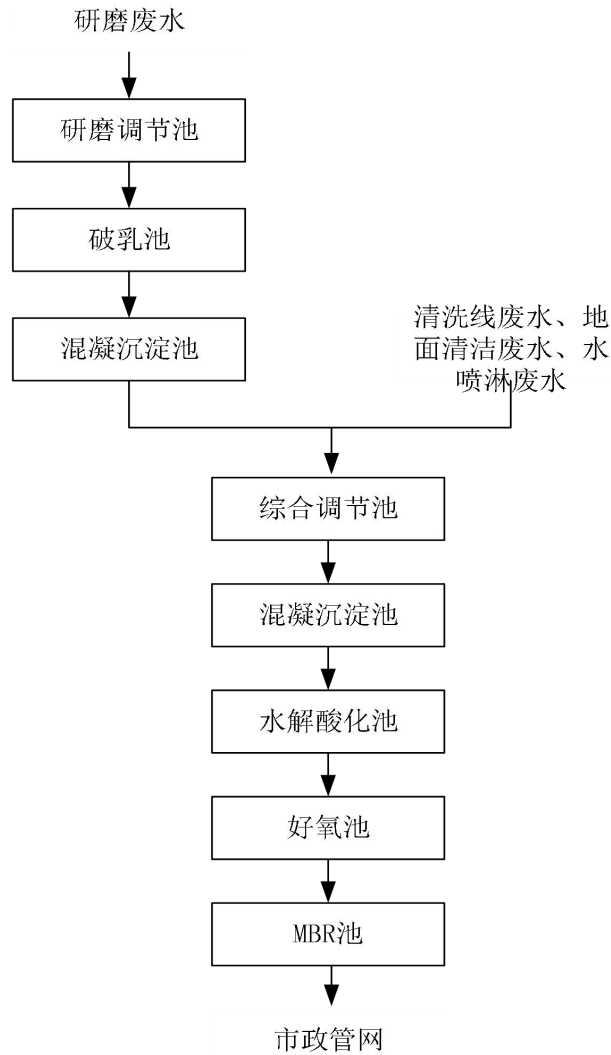 研磨废水
研磨调节池
破乳池
混凝沉淀池
清洗线废水、地
面清洁废水、水
喷淋废水
综合调节池
混凝沉淀池
水解酸化池
好氧池
MBR池
市政管网